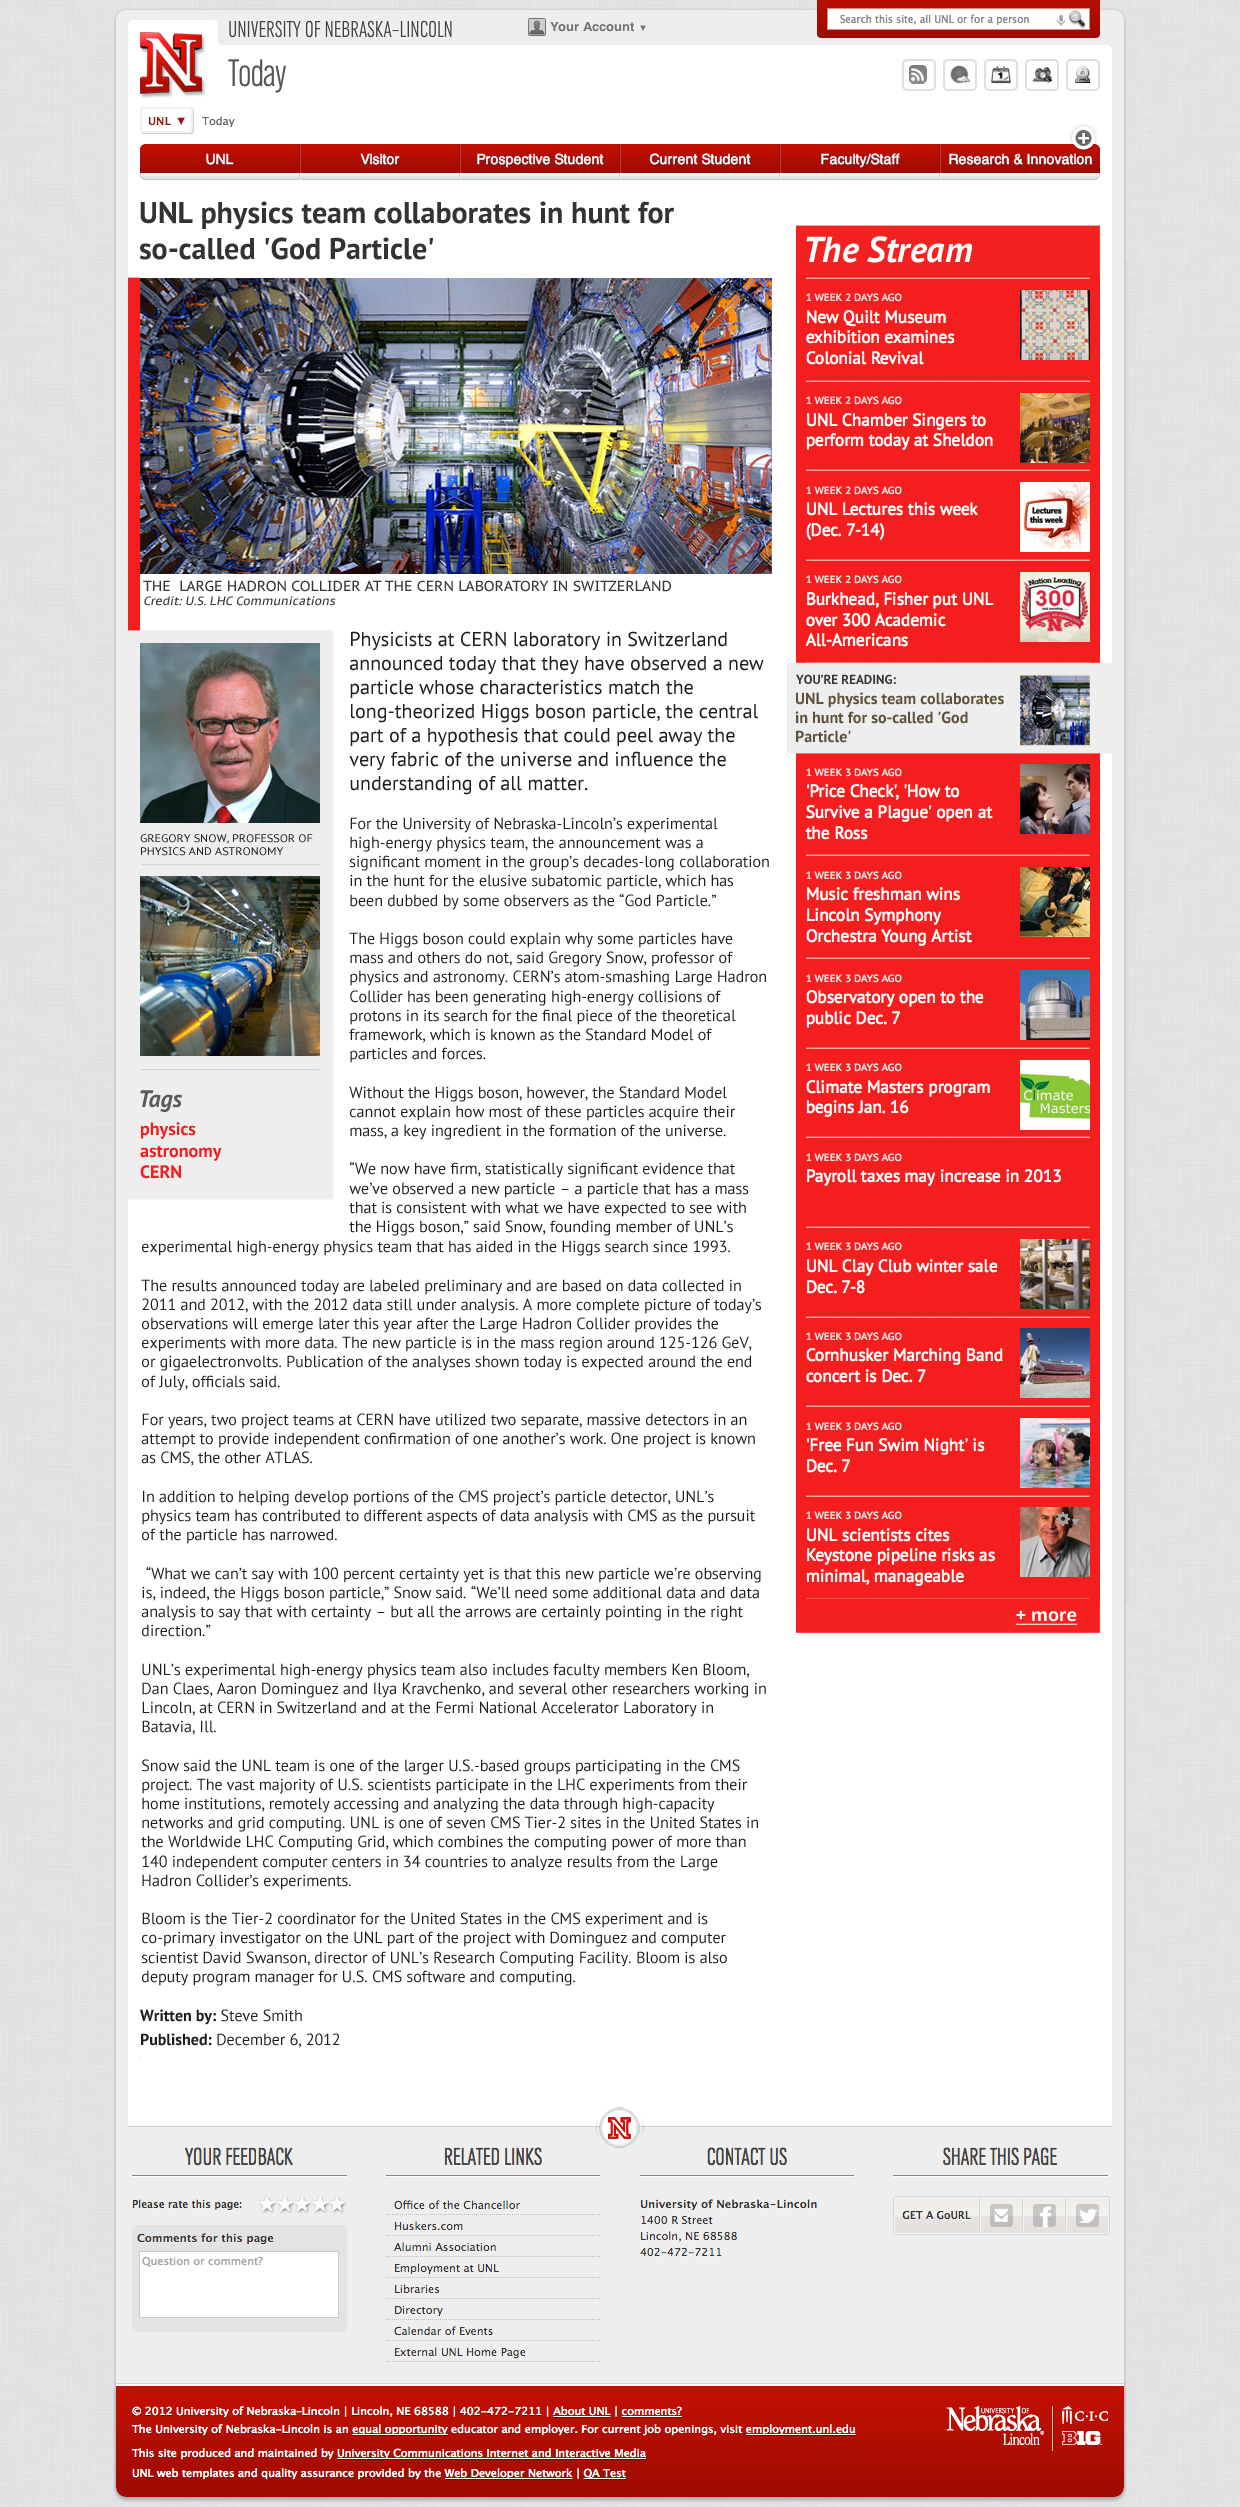 UNIVERSITY OF NEBRASKA–LINCOLN
Your Account ▾
Search this site, all UNL or for a person
N
Today
1
UNL ▼
Today
UNL
Visitor
Prospective Student
Current Student
Faculty/Staff
Research & Innovation
UNL physics team collaborates in hunt for
so-called 'God Particle'
THE LARGE HADRON COLLIDER AT THE CERN LABORATORY IN SWITZERLAND
Credit: U.S. LHC Communications
GREGORY SNOW, PROFESSOR OF
PHYSICS AND ASTRONOMY
Tags
physics
astronomy
CERN
Physicists at CERN laboratory in Switzerland
announced today that they have observed a new
particle whose characteristics match the
long-theorized Higgs boson particle, the central
part of a hypothesis that could peel away the
very fabric of the universe and influence the
understanding of all matter.
For the University of Nebraska-Lincoln’s experimental
high-energy physics team, the announcement was a
significant moment in the group’s decades-long collaboration
in the hunt for the elusive subatomic particle, which has
been dubbed by some observers as the “God Particle.”
The Higgs boson could explain why some particles have
mass and others do not, said Gregory Snow, professor of
physics and astronomy. CERN’s atom-smashing Large Hadron
Collider has been generating high-energy collisions of
protons in its search for the final piece of the theoretical
framework, which is known as the Standard Model of
particles and forces.
Without the Higgs boson, however, the Standard Model
cannot explain how most of these particles acquire their
mass, a key ingredient in the formation of the universe.
“We now have firm, statistically significant evidence that
we’ve observed a new particle – a particle that has a mass
that is consistent with what we have expected to see with
the Higgs boson,” said Snow, founding member of UNL’s
experimental high-energy physics team that has aided in the Higgs search since 1993.
The results announced today are labeled preliminary and are based on data collected in
2011 and 2012, with the 2012 data still under analysis. A more complete picture of today’s
observations will emerge later this year after the Large Hadron Collider provides the
experiments with more data. The new particle is in the mass region around 125-126 GeV,
or gigaelectronvolts. Publication of the analyses shown today is expected around the end
of July, officials said.
For years, two project teams at CERN have utilized two separate, massive detectors in an
attempt to provide independent confirmation of one another’s work. One project is known
as CMS, the other ATLAS.
In addition to helping develop portions of the CMS project’s particle detector, UNL’s
physics team has contributed to different aspects of data analysis with CMS as the pursuit
of the particle has narrowed.
“What we can’t say with 100 percent certainty yet is that this new particle we’re observing
is, indeed, the Higgs boson particle,” Snow said. “We’ll need some additional data and data
analysis to say that with certainty – but all the arrows are certainly pointing in the right
direction.”
UNL’s experimental high-energy physics team also includes faculty members Ken Bloom,
Dan Claes, Aaron Dominguez and Ilya Kravchenko, and several other researchers working in
Lincoln, at CERN in Switzerland and at the Fermi National Accelerator Laboratory in
Batavia, Ill.
Snow said the UNL team is one of the larger U.S.-based groups participating in the CMS
project. The vast majority of U.S. scientists participate in the LHC experiments from their
home institutions, remotely accessing and analyzing the data through high-capacity
networks and grid computing. UNL is one of seven CMS Tier-2 sites in the United States in
the Worldwide LHC Computing Grid, which combines the computing power of more than
140 independent computer centers in 34 countries to analyze results from the Large
Hadron Collider’s experiments.
Bloom is the Tier-2 coordinator for the United States in the CMS experiment and is
co-primary investigator on the UNL part of the project with Dominguez and computer
scientist David Swanson, director of UNL’s Research Computing Facility. Bloom is also
deputy program manager for U.S. CMS software and computing.
Written by: Steve Smith
Published: December 6, 2012
The Stream
1 WEEK 2 DAYS AGO
New Quilt Museum
exhibition examines
Colonial Revival
1 WEEK 2 DAYS AGO
UNL Chamber Singers to
perform today at Sheldon
1 WEEK 2 DAYS AGO
UNL Lectures this week
(Dec. 7-14)
Lectures
this week
1 WEEK 2 DAYS AGO
Burkhead, Fisher put UNL
over 300 Academic
All-Americans
Nation Leading
300
N
YOU’RE READING:
UNL physics team collaborates
in hunt for so-called 'God
Particle'
1 WEEK 3 DAYS AGO
'Price Check', 'How to
Survive a Plague' open at
the Ross
1 WEEK 3 DAYS AGO
Music freshman wins
Lincoln Symphony
Orchestra Young Artist
1 WEEK 3 DAYS AGO
Observatory open to the
public Dec. 7
1 WEEK 3 DAYS AGO
Climate Masters program
begins Jan. 16
Climate
Masters
1 WEEK 3 DAYS AGO
Payroll taxes may increase in 2013
1 WEEK 3 DAYS AGO
UNL Clay Club winter sale
Dec. 7-8
1 WEEK 3 DAYS AGO
Cornhusker Marching Band
concert is Dec. 7
1 WEEK 3 DAYS AGO
'Free Fun Swim Night' is
Dec. 7
1 WEEK 3 DAYS AGO
UNL scientists cites
Keystone pipeline risks as
minimal, manageable
+ more
N
YOUR FEEDBACK
Please rate this page:
Comments for this page
Question or comment?
RELATED LINKS
Office of the Chancellor
Huskers.com
Alumni Association
Employment at UNL
Libraries
Directory
Calendar of Events
External UNL Home Page
CONTACT US
University of Nebraska–Lincoln
1400 R Street
Lincoln, NE 68588
402-472-7211
SHARE THIS PAGE
GET A GoURL
© 2012 University of Nebraska–Lincoln | Lincoln, NE 68588 | 402-472-7211 | About UNL | comments?
The University of Nebraska–Lincoln is an equal opportunity educator and employer. For current job openings, visit employment.unl.edu
This site produced and maintained by University Communications Internet and Interactive Media
UNL web templates and quality assurance provided by the Web Developer Network | QA Test
UNIVERSITY OF
Nebraska
Lincoln
C·I·C
B1G